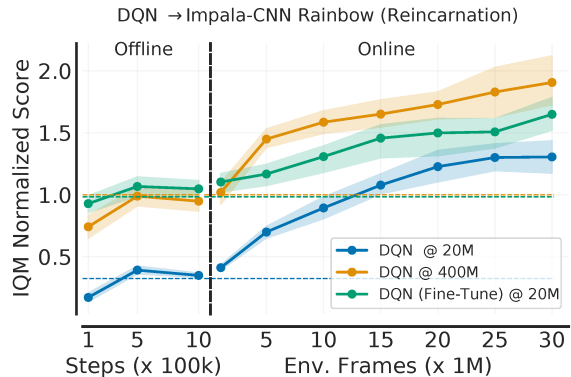 DQN → Impala-CNN Rainbow (Reincarnation)
Offline
Online
IQM Normalized Score
2.0
1.5
1.0
0.5
DQN @ 20M
DQN @ 400M
DQN (Fine-Tune) @ 20M
1 5 10 5 10 15 20 25 30
Steps (x 100k) Env. Frames (x 1M)